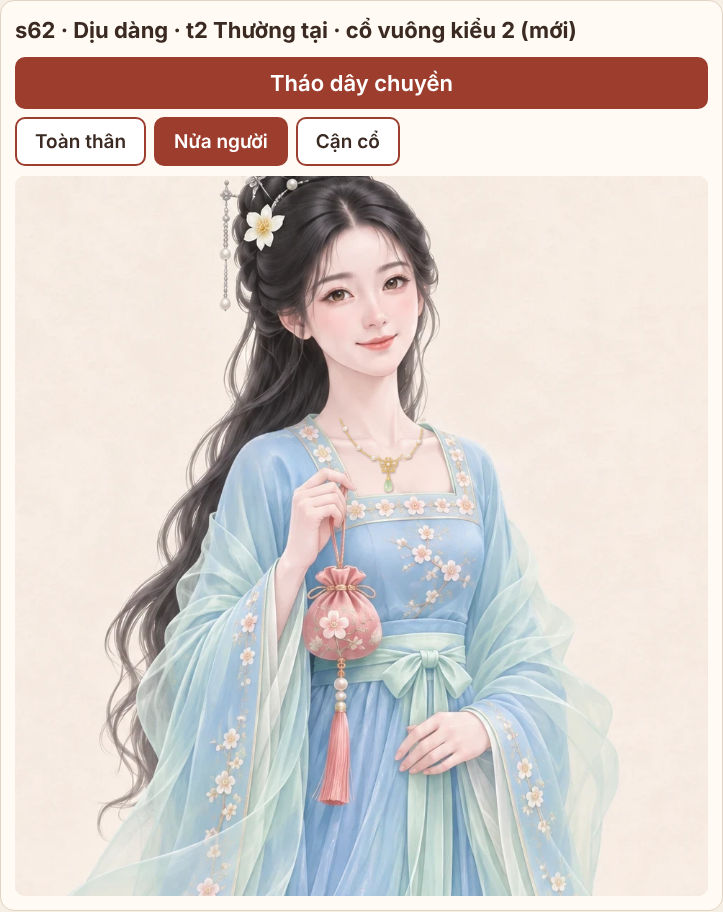 s62 · Dịu dàng · t2 Thường tại · cổ vuông kiểu 2 (mới)
Tháo dây chuyền
Toàn thân
Nửa người
Cận cổ